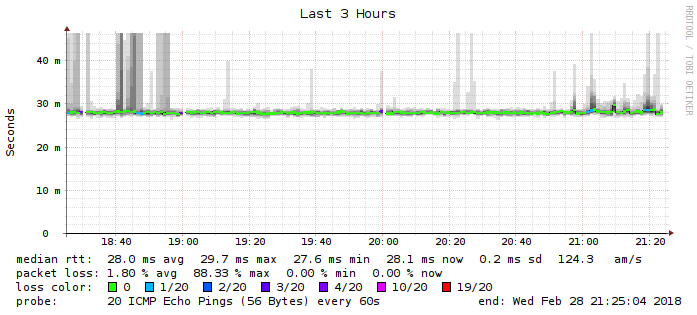 Last 3 Hours
RRDTOOL / TOBI OETIKER
Seconds
40 m
30 m
20 m
10 m
0
18:40 19:00 19:20 19:40 20:00 20:20 20:40 21:00 21:20
median rtt: 28.0 ms avg 29.7 ms max 27.6 ms min 28.1 ms now 0.2 ms sd 124.3 am/s
packet loss: 1.80 % avg 88.33 % max 0.00 % min 0.00 % now
loss color: 0 1/20 2/20 3/20 4/20 10/20 19/20
probe: 20 ICMP Echo Pings (56 Bytes) every 60s end: Wed Feb 28 21:25:04 2018